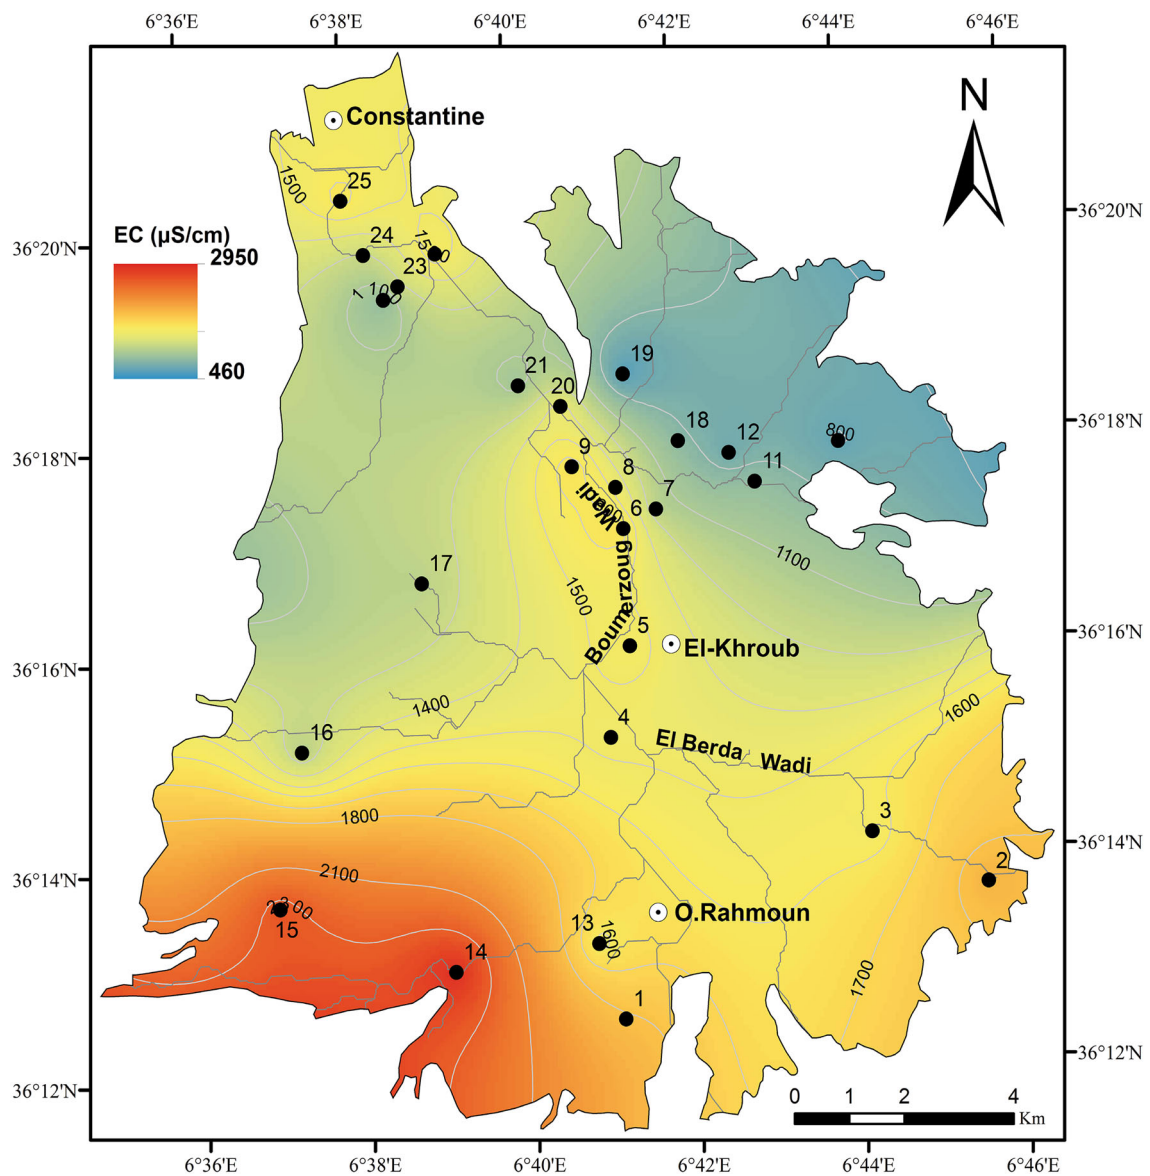 6°36'E 6°38'E 6°40'E 6°42'E 6°44'E 6°46'E
N
Constantine
1500
25
36°20'N
36°20'N
EC (µS/cm)
2950
460
24
1500
23
1100
19
21
20
18
12
800
36°18'N
36°18'N
9
8
11
7
6
Wadi
Boumerzoug
1100
17
1500
5
El-Khroub
36°16'N
36°16'N
1400
1600
16
4
El Berda Wadi
1800
3
36°14'N
36°14'N
2100
2
2300
15
O.Rahmoun
13
1600
14
1700
1
36°12'N
36°12'N
0 1 2 4
Km
6°36'E 6°38'E 6°40'E 6°42'E 6°44'E 6°46'E